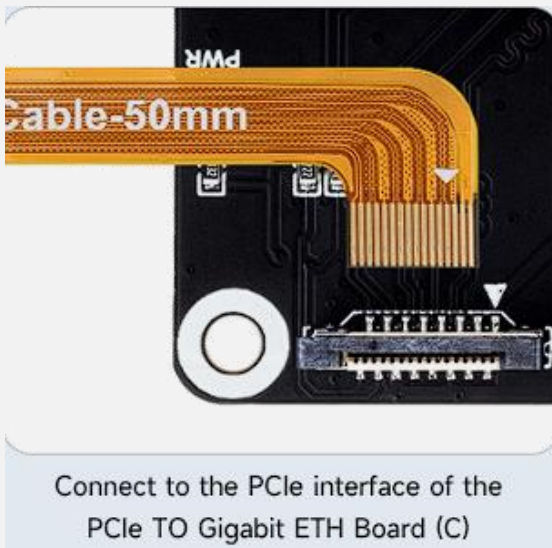 PWR
Cable-50mm
Connect to the PCIe interface of the
PCIe TO Gigabit ETH Board (C)